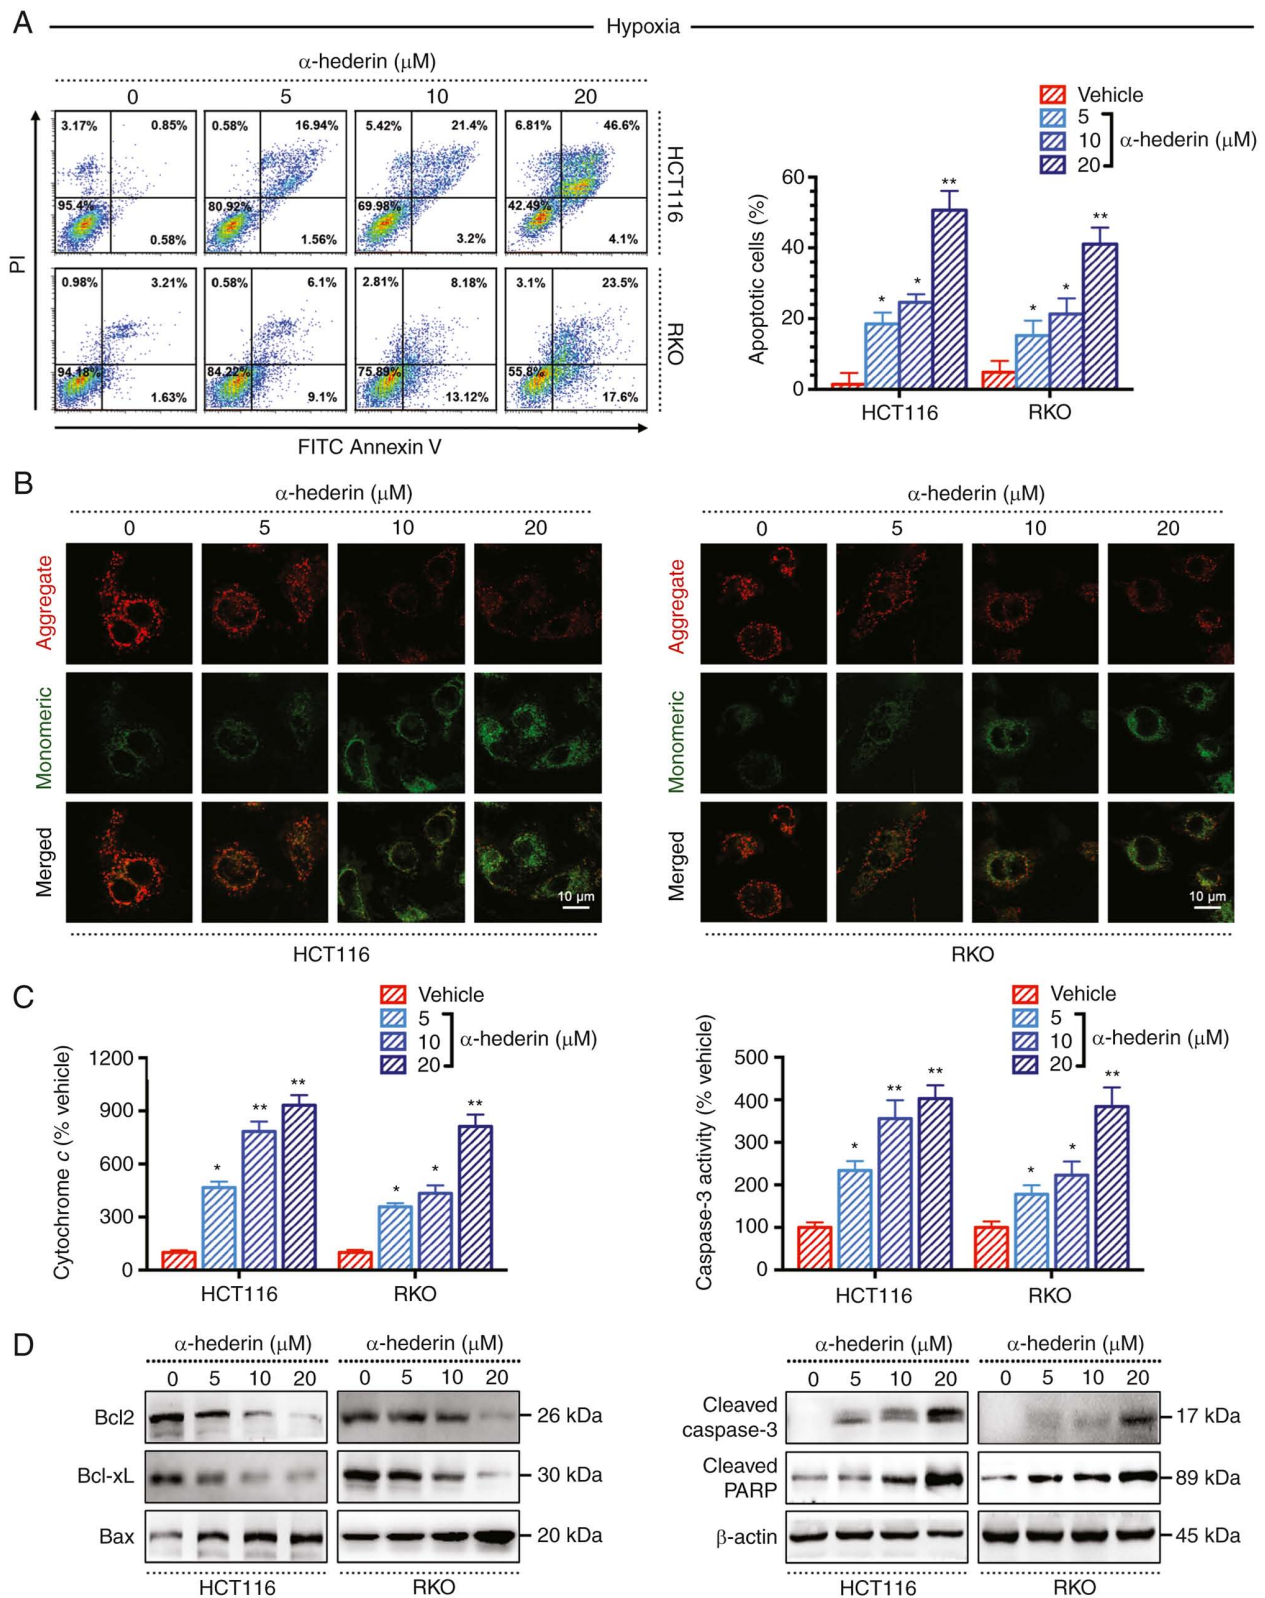 A
Hypoxia
α-hederin (μM)
0 5 10 20
3.17% 0.85% 0.58% 16.94% 5.42% 21.4% 6.81% 46.6%
95.4% 80.92% 69.98% 42.49%
0.58% 1.56% 3.2% 4.1%
HCT116
0.98% 3.21% 0.58% 6.1% 2.81% 8.18% 3.1% 23.5%
94.18% 84.22% 75.89% 55.8%
1.63% 9.1% 13.12% 17.6%
RKO
PI
FITC Annexin V
Vehicle
5
10
20
α-hederin (μM)
Apoptotic cells (%)
60
40
20
0
* * **
* * **
HCT116 RKO
B
α-hederin (μM)
0 5 10 20
Aggregate
Monomeric
Merged
10 μm
HCT116
α-hederin (μM)
0 5 10 20
Aggregate
Monomeric
Merged
10 μm
RKO
C
Vehicle
5
10
20
α-hederin (μM)
Cytochrome c (% vehicle)
1200
900
600
300
0
* ** **
* * **
HCT116 RKO
Vehicle
5
10
20
α-hederin (μM)
Caspase-3 activity (% vehicle)
500
400
300
200
100
0
* ** **
* * **
HCT116 RKO
D
α-hederin (μM) α-hederin (μM)
0 5 10 20 0 5 10 20
Bcl2 26 kDa
Bcl-xL 30 kDa
Bax 20 kDa
HCT116 RKO
α-hederin (μM) α-hederin (μM)
0 5 10 20 0 5 10 20
Cleaved
caspase-3 17 kDa
Cleaved
PARP 89 kDa
β-actin 45 kDa
HCT116 RKO